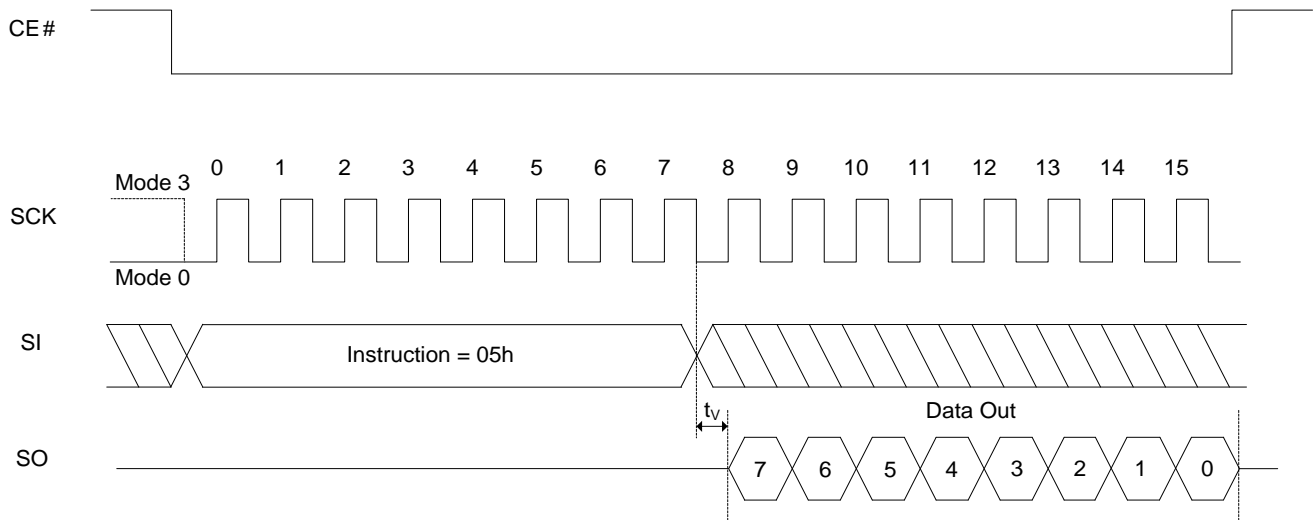 CE#
0 1 2 3 4 5 6 7 8 9 10 11 12 13 14 15
Mode 3
SCK
Mode 0
SI
Instruction = 05h
tV
Data Out
SO
7 6 5 4 3 2 1 0